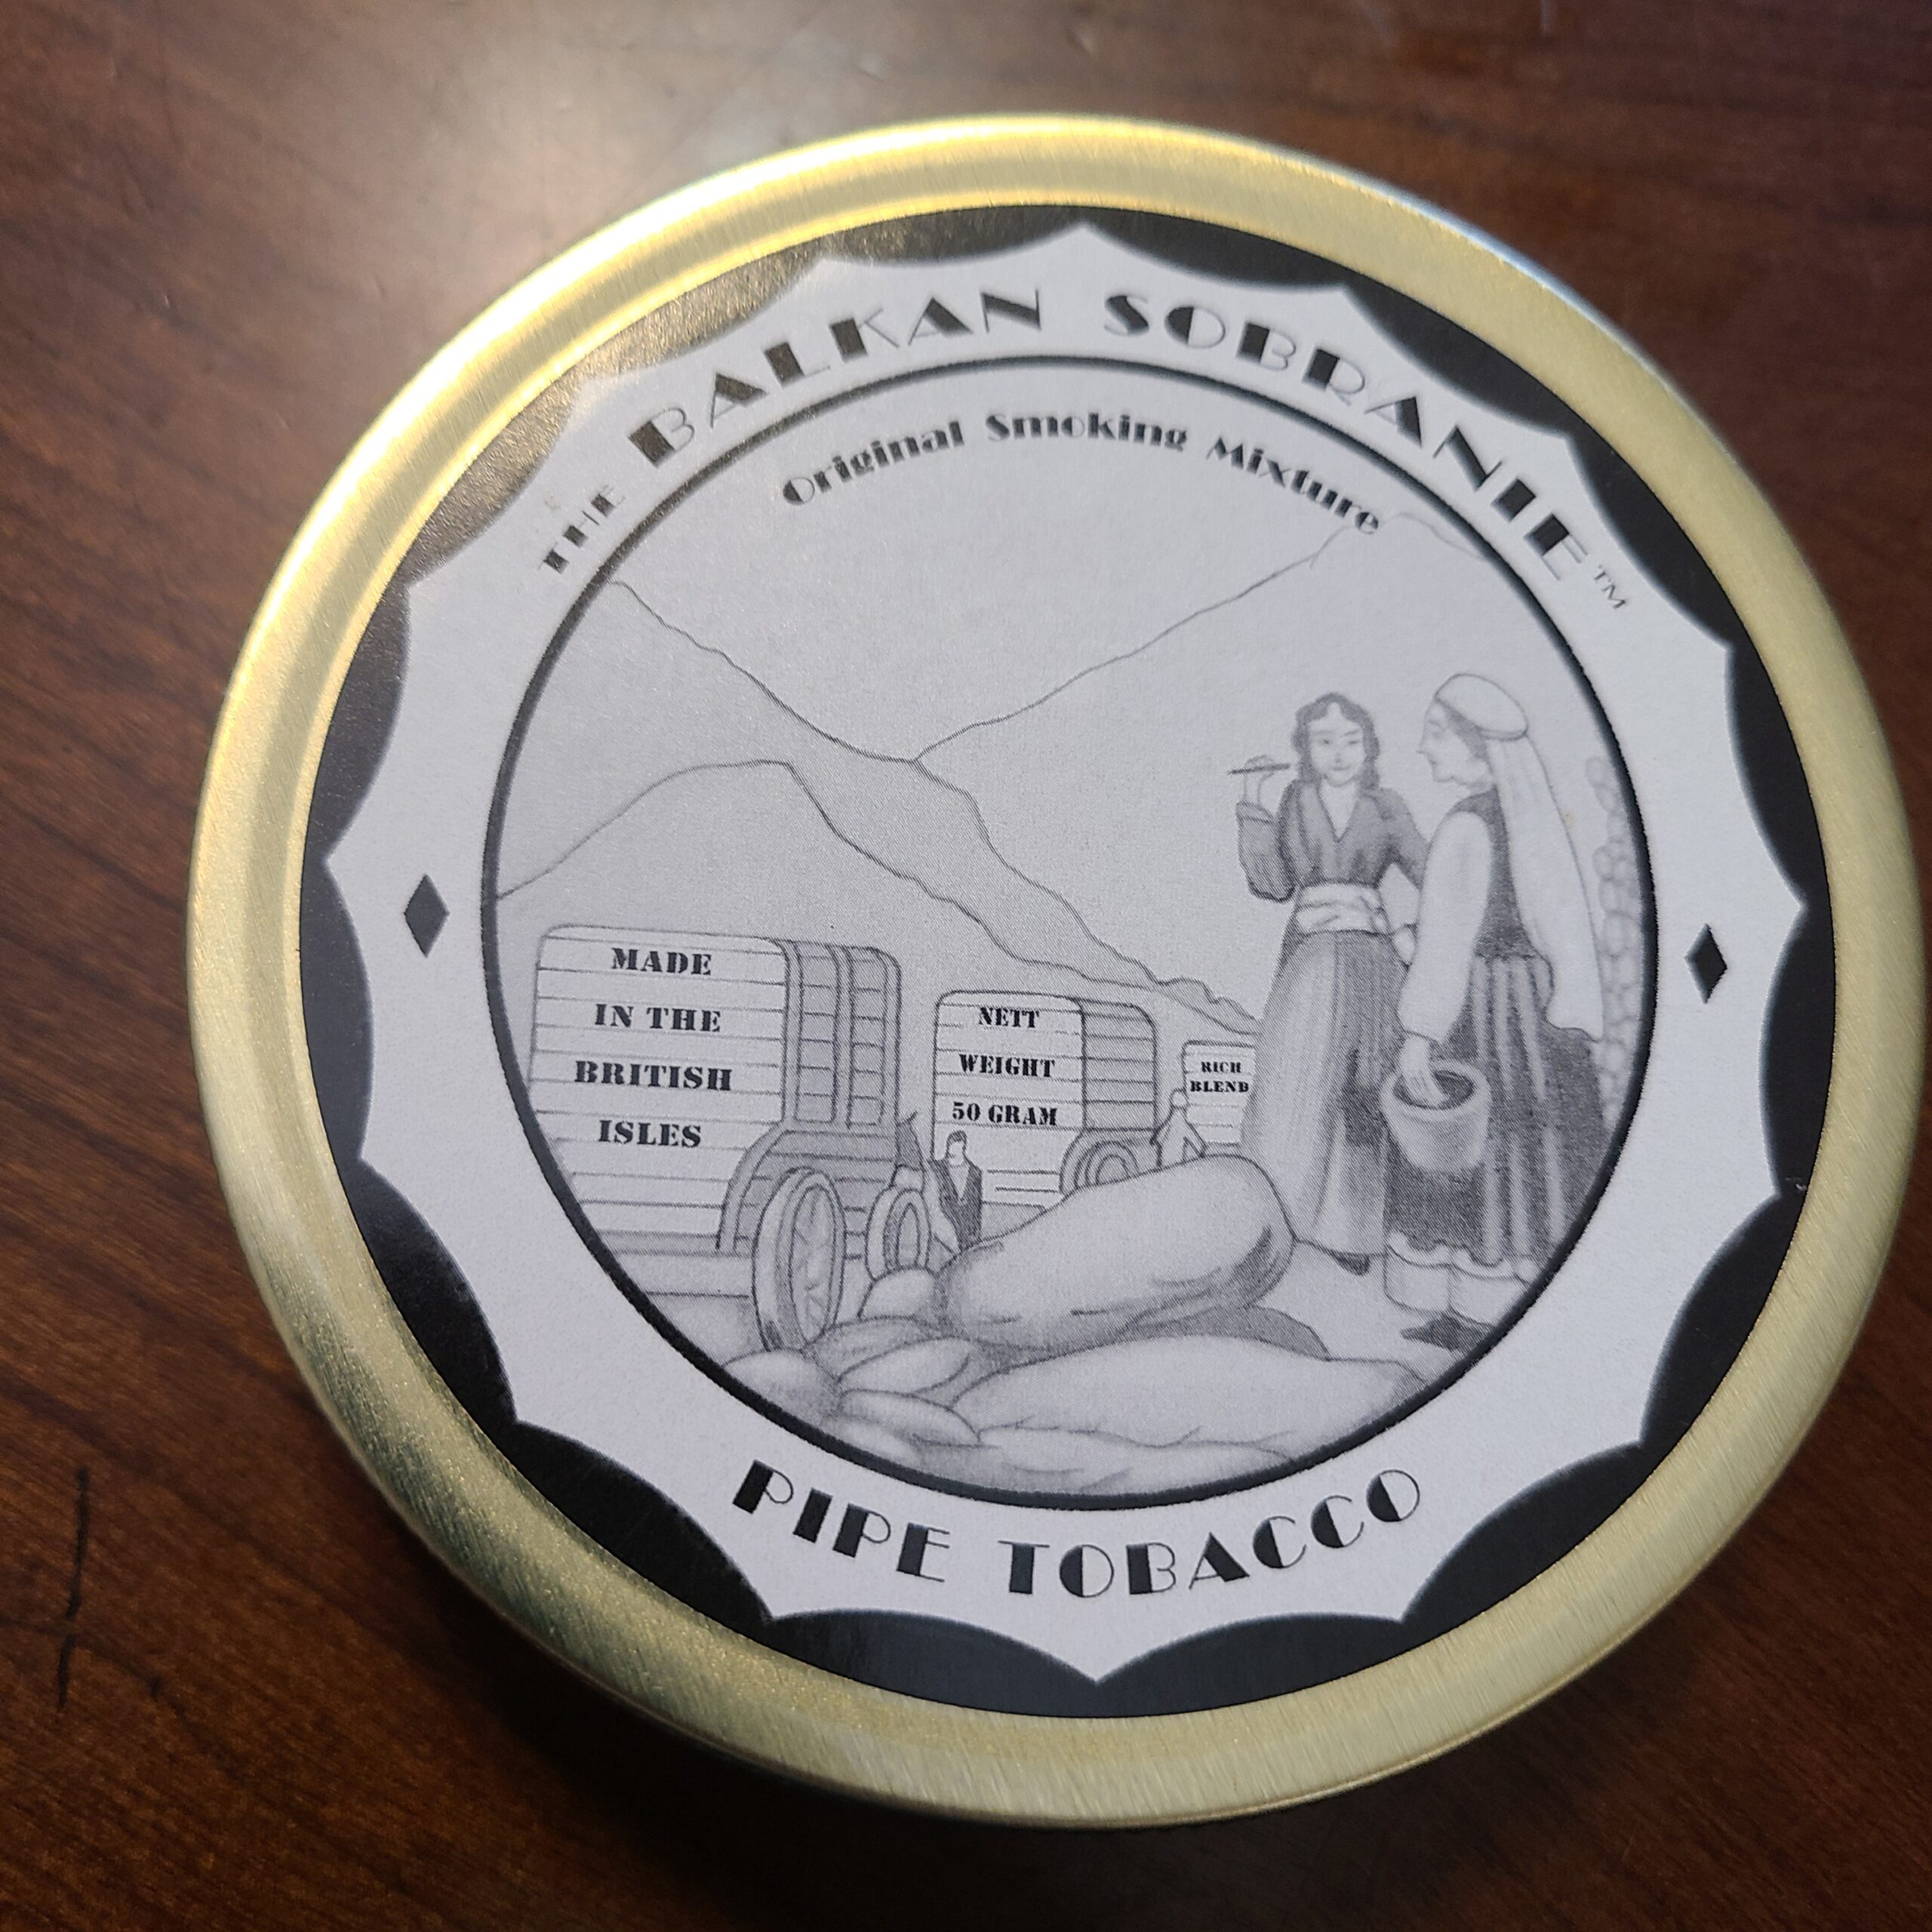 THE BALKAN SOBRANIE™
Original Smoking Mixture
MADE
IN THE
BRITISH
ISLES
NETT
WEIGHT
50 GRAM
RICH
BLEND
PIPE TOBACCO